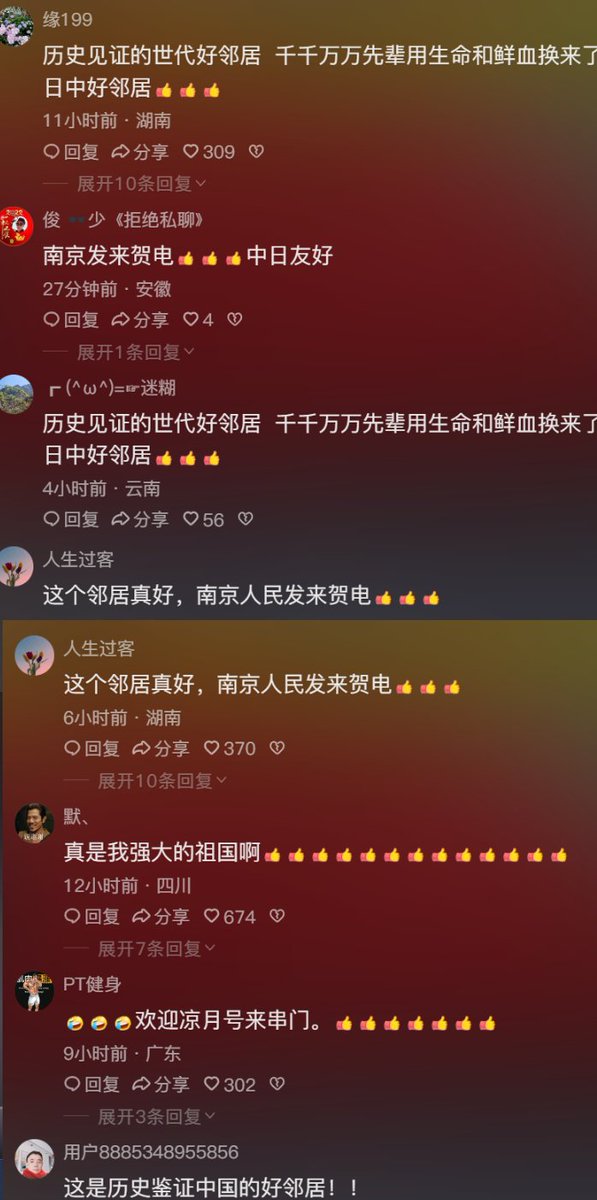 缘199
历史见证的世代好邻居 千千万万先辈用生命和鲜血换来了
日中好邻居👍👍👍
11小时前 · 湖南
回复 分享 309
展开10条回复
俊 少《拒绝私聊》
南京发来贺电👍👍👍中日友好
27分钟前 · 安徽
回复 分享 4
展开1条回复
┏ (^ω^)=☞迷糊
历史见证的世代好邻居 千千万万先辈用生命和鲜血换来了
日中好邻居👍👍👍
4小时前 · 云南
回复 分享 56
人生过客
这个邻居真好，南京人民发来贺电👍👍👍
人生过客
这个邻居真好，南京人民发来贺电👍👍👍
6小时前 · 湖南
回复 分享 370
展开10条回复
默、
真是我强大的祖国啊👍👍👍👍👍👍👍👍👍👍👍👍👍
12小时前 · 四川
回复 分享 674
展开7条回复
PT健身
🤣🤣🤣欢迎凉月号来串门。👍👍👍👍👍👍👍
9小时前 · 广东
回复 分享 302
展开3条回复
用户8885348955856
这是历史鉴证中国的好邻居！！